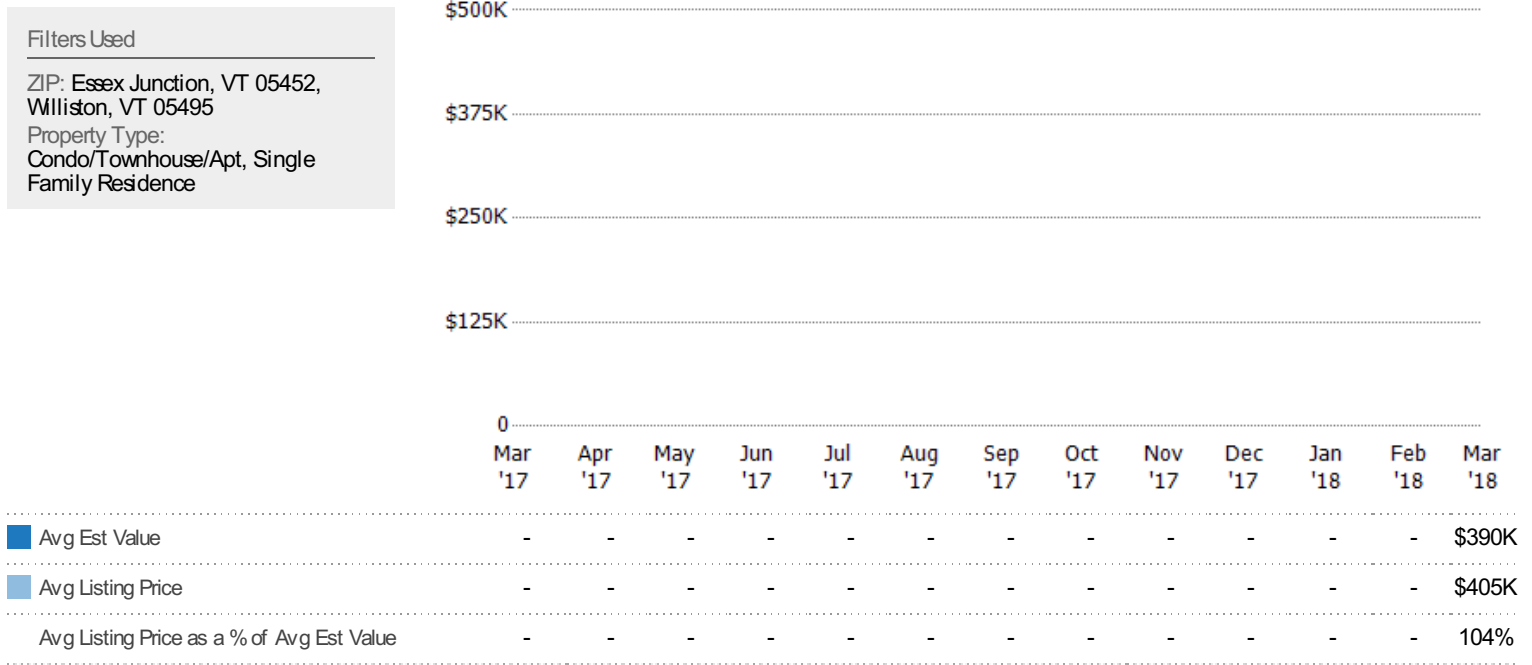 Filters Used
ZIP: Essex Junction, VT 05452,
Williston, VT 05495
Property Type:
Condo/Townhouse/Apt, Single
Family Residence
$500K
$375K
$250K
$125K
0
Mar Apr May Jun Jul Aug Sep Oct Nov Dec Jan Feb Mar
'17 '17 '17 '17 '17 '17 '17 '17 '17 '17 '18 '18 '18
Avg Est Value - - - - - - - - - - - - $390K
Avg Listing Price - - - - - - - - - - - - $405K
Avg Listing Price as a % of Avg Est Value - - - - - - - - - - - - 104%